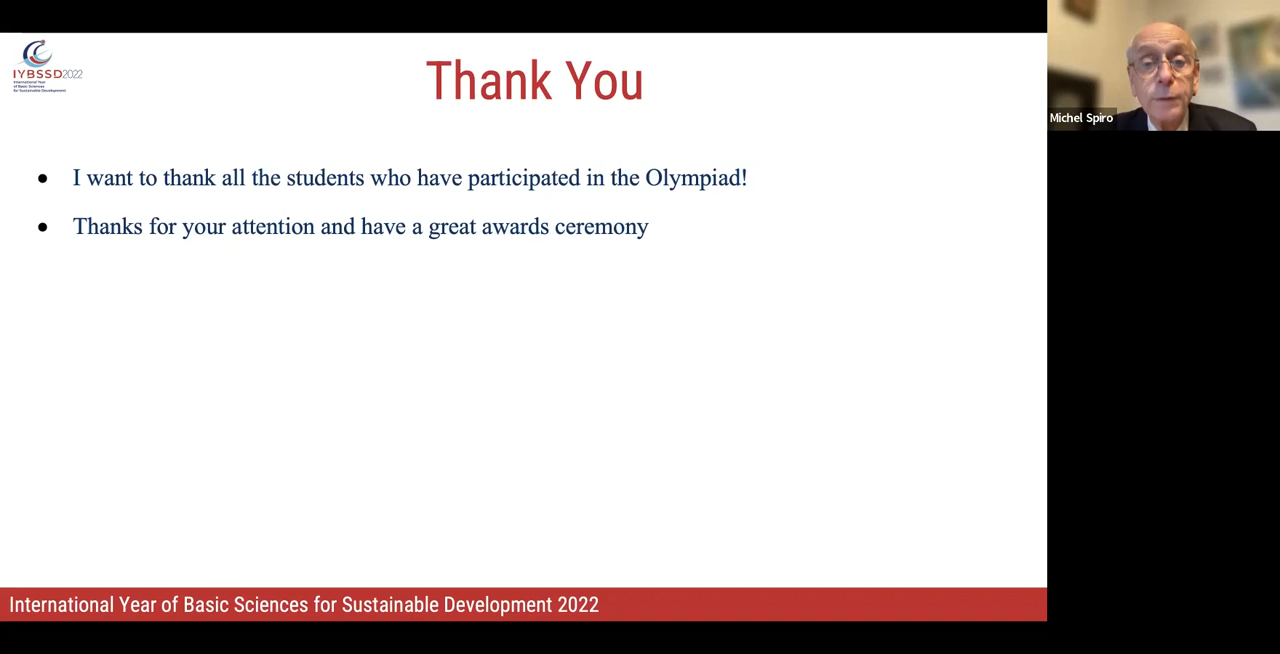 IYBSSD2022
International Year
of Basic Sciences
for Sustainable Development
Thank You
Michel Spiro
• I want to thank all the students who have participated in the Olympiad!
• Thanks for your attention and have a great awards ceremony
International Year of Basic Sciences for Sustainable Development 2022